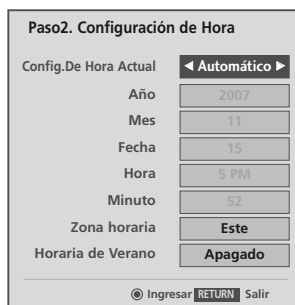 Paso2. Configuración de Hora
Config.De Hora Actual ◄ Automático ►
Año 2007
Mes 11
Fecha 15
Hora 5 PM
Minuto 52
Zona horaria Este
Horaria de Verano Apagado
Ingresar RETURN Salir